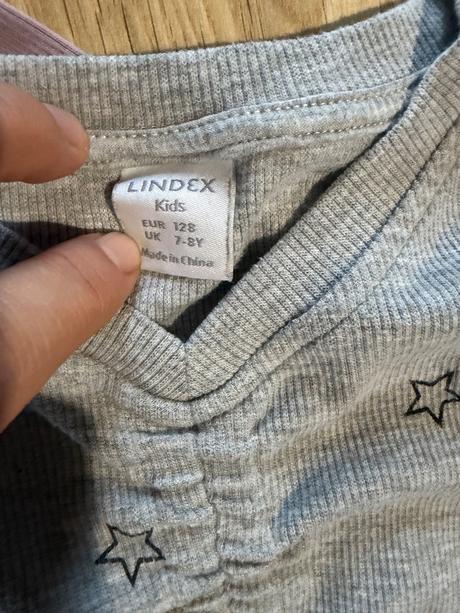 LINDEX
Kids
EUR 128
UK 7-8Y
Made in China